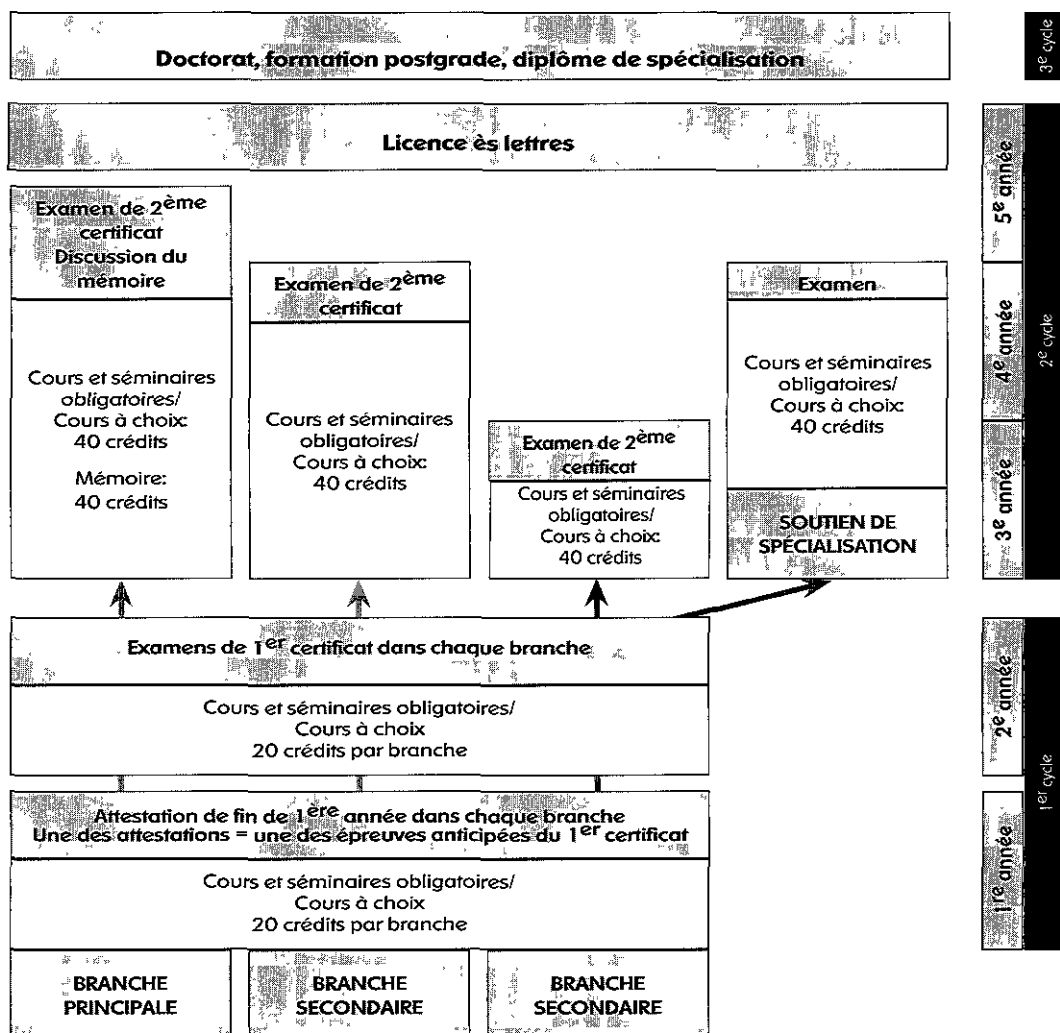 Doctorat, formation postgrade, diplôme de spécialisation
3e cycle
Licence ès lettres
Examen de 2ème
certificat
Discussion du
mémoire
Cours et séminaires
obligatoires/
Cours à choix:
40 crédits
Mémoire:
40 crédits
Examen de 2ème
certificat
Cours et séminaires
obligatoires/
Cours à choix:
40 crédits
Examen de 2ème
certificat
Cours et séminaires
obligatoires/
Cours à choix:
40 crédits
Examen
Cours et séminaires
obligatoires/
Cours à choix:
40 crédits
SOUTIEN DE
SPÉCIALISATION
5e année
4e année
3e année
2e cycle
Examens de 1er certificat dans chaque branche
Cours et séminaires obligatoires/
Cours à choix
20 crédits par branche
2e année
Attestation de fin de 1ère année dans chaque branche
Une des attestations = une des épreuves anticipées du 1er certificat
Cours et séminaires obligatoires/
Cours à choix
20 crédits par branche
1re année
1er cycle
BRANCHE
PRINCIPALE
BRANCHE
SECONDAIRE
BRANCHE
SECONDAIRE